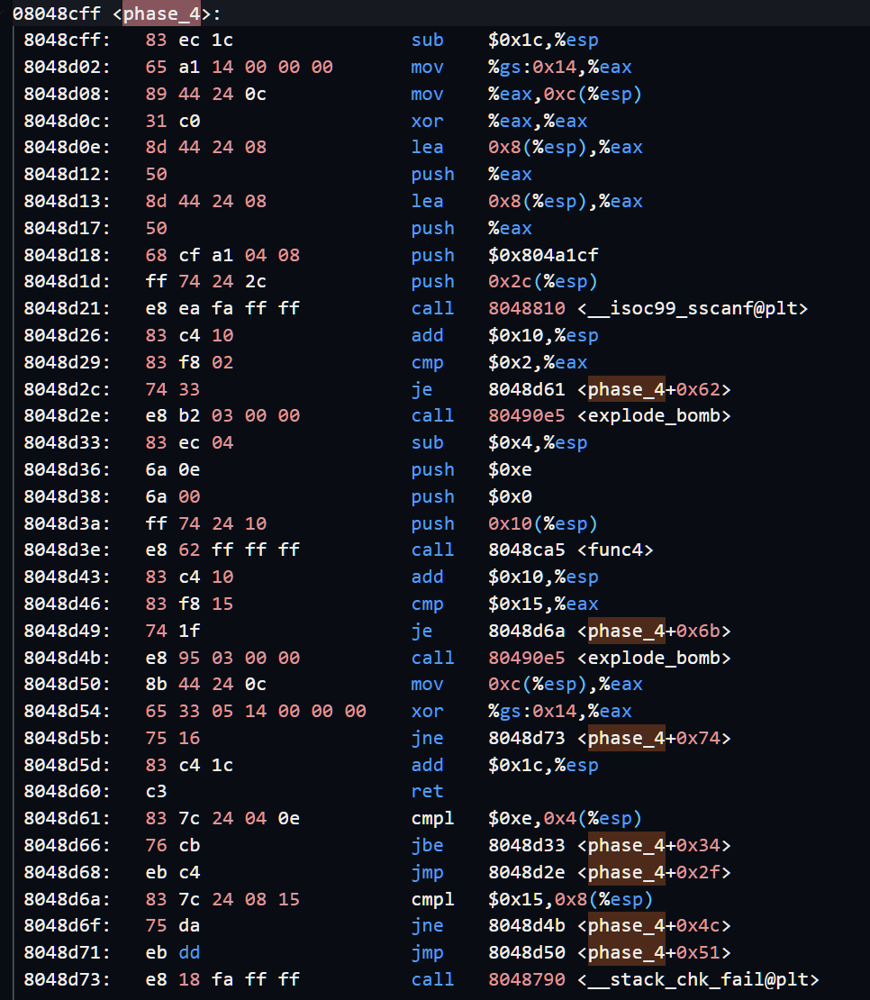 08048cff <phase_4>:
8048cff: 83 ec 1c sub $0x1c,%esp
8048d02: 65 a1 14 00 00 00 mov %gs:0x14,%eax
8048d08: 89 44 24 0c mov %eax,0xc(%esp)
8048d0c: 31 c0 xor %eax,%eax
8048d0e: 8d 44 24 08 lea 0x8(%esp),%eax
8048d12: 50 push %eax
8048d13: 8d 44 24 08 lea 0x8(%esp),%eax
8048d17: 50 push %eax
8048d18: 68 cf a1 04 08 push $0x804a1cf
8048d1d: ff 74 24 2c push 0x2c(%esp)
8048d21: e8 ea fa ff ff call 8048810 <__isoc99_sscanf@plt>
8048d26: 83 c4 10 add $0x10,%esp
8048d29: 83 f8 02 cmp $0x2,%eax
8048d2c: 74 33 je 8048d61 <phase_4+0x62>
8048d2e: e8 b2 03 00 00 call 80490e5 <explode_bomb>
8048d33: 83 ec 04 sub $0x4,%esp
8048d36: 6a 0e push $0xe
8048d38: 6a 00 push $0x0
8048d3a: ff 74 24 10 push 0x10(%esp)
8048d3e: e8 62 ff ff ff call 8048ca5 <func4>
8048d43: 83 c4 10 add $0x10,%esp
8048d46: 83 f8 15 cmp $0x15,%eax
8048d49: 74 1f je 8048d6a <phase_4+0x6b>
8048d4b: e8 95 03 00 00 call 80490e5 <explode_bomb>
8048d50: 8b 44 24 0c mov 0xc(%esp),%eax
8048d54: 65 33 05 14 00 00 00 xor %gs:0x14,%eax
8048d5b: 75 16 jne 8048d73 <phase_4+0x74>
8048d5d: 83 c4 1c add $0x1c,%esp
8048d60: c3 ret
8048d61: 83 7c 24 04 0e cmpl $0xe,0x4(%esp)
8048d66: 76 cb jbe 8048d33 <phase_4+0x34>
8048d68: eb c4 jmp 8048d2e <phase_4+0x2f>
8048d6a: 83 7c 24 08 15 cmpl $0x15,0x8(%esp)
8048d6f: 75 da jne 8048d4b <phase_4+0x4c>
8048d71: eb dd jmp 8048d50 <phase_4+0x51>
8048d73: e8 18 fa ff ff call 8048790 <__stack_chk_fail@plt>